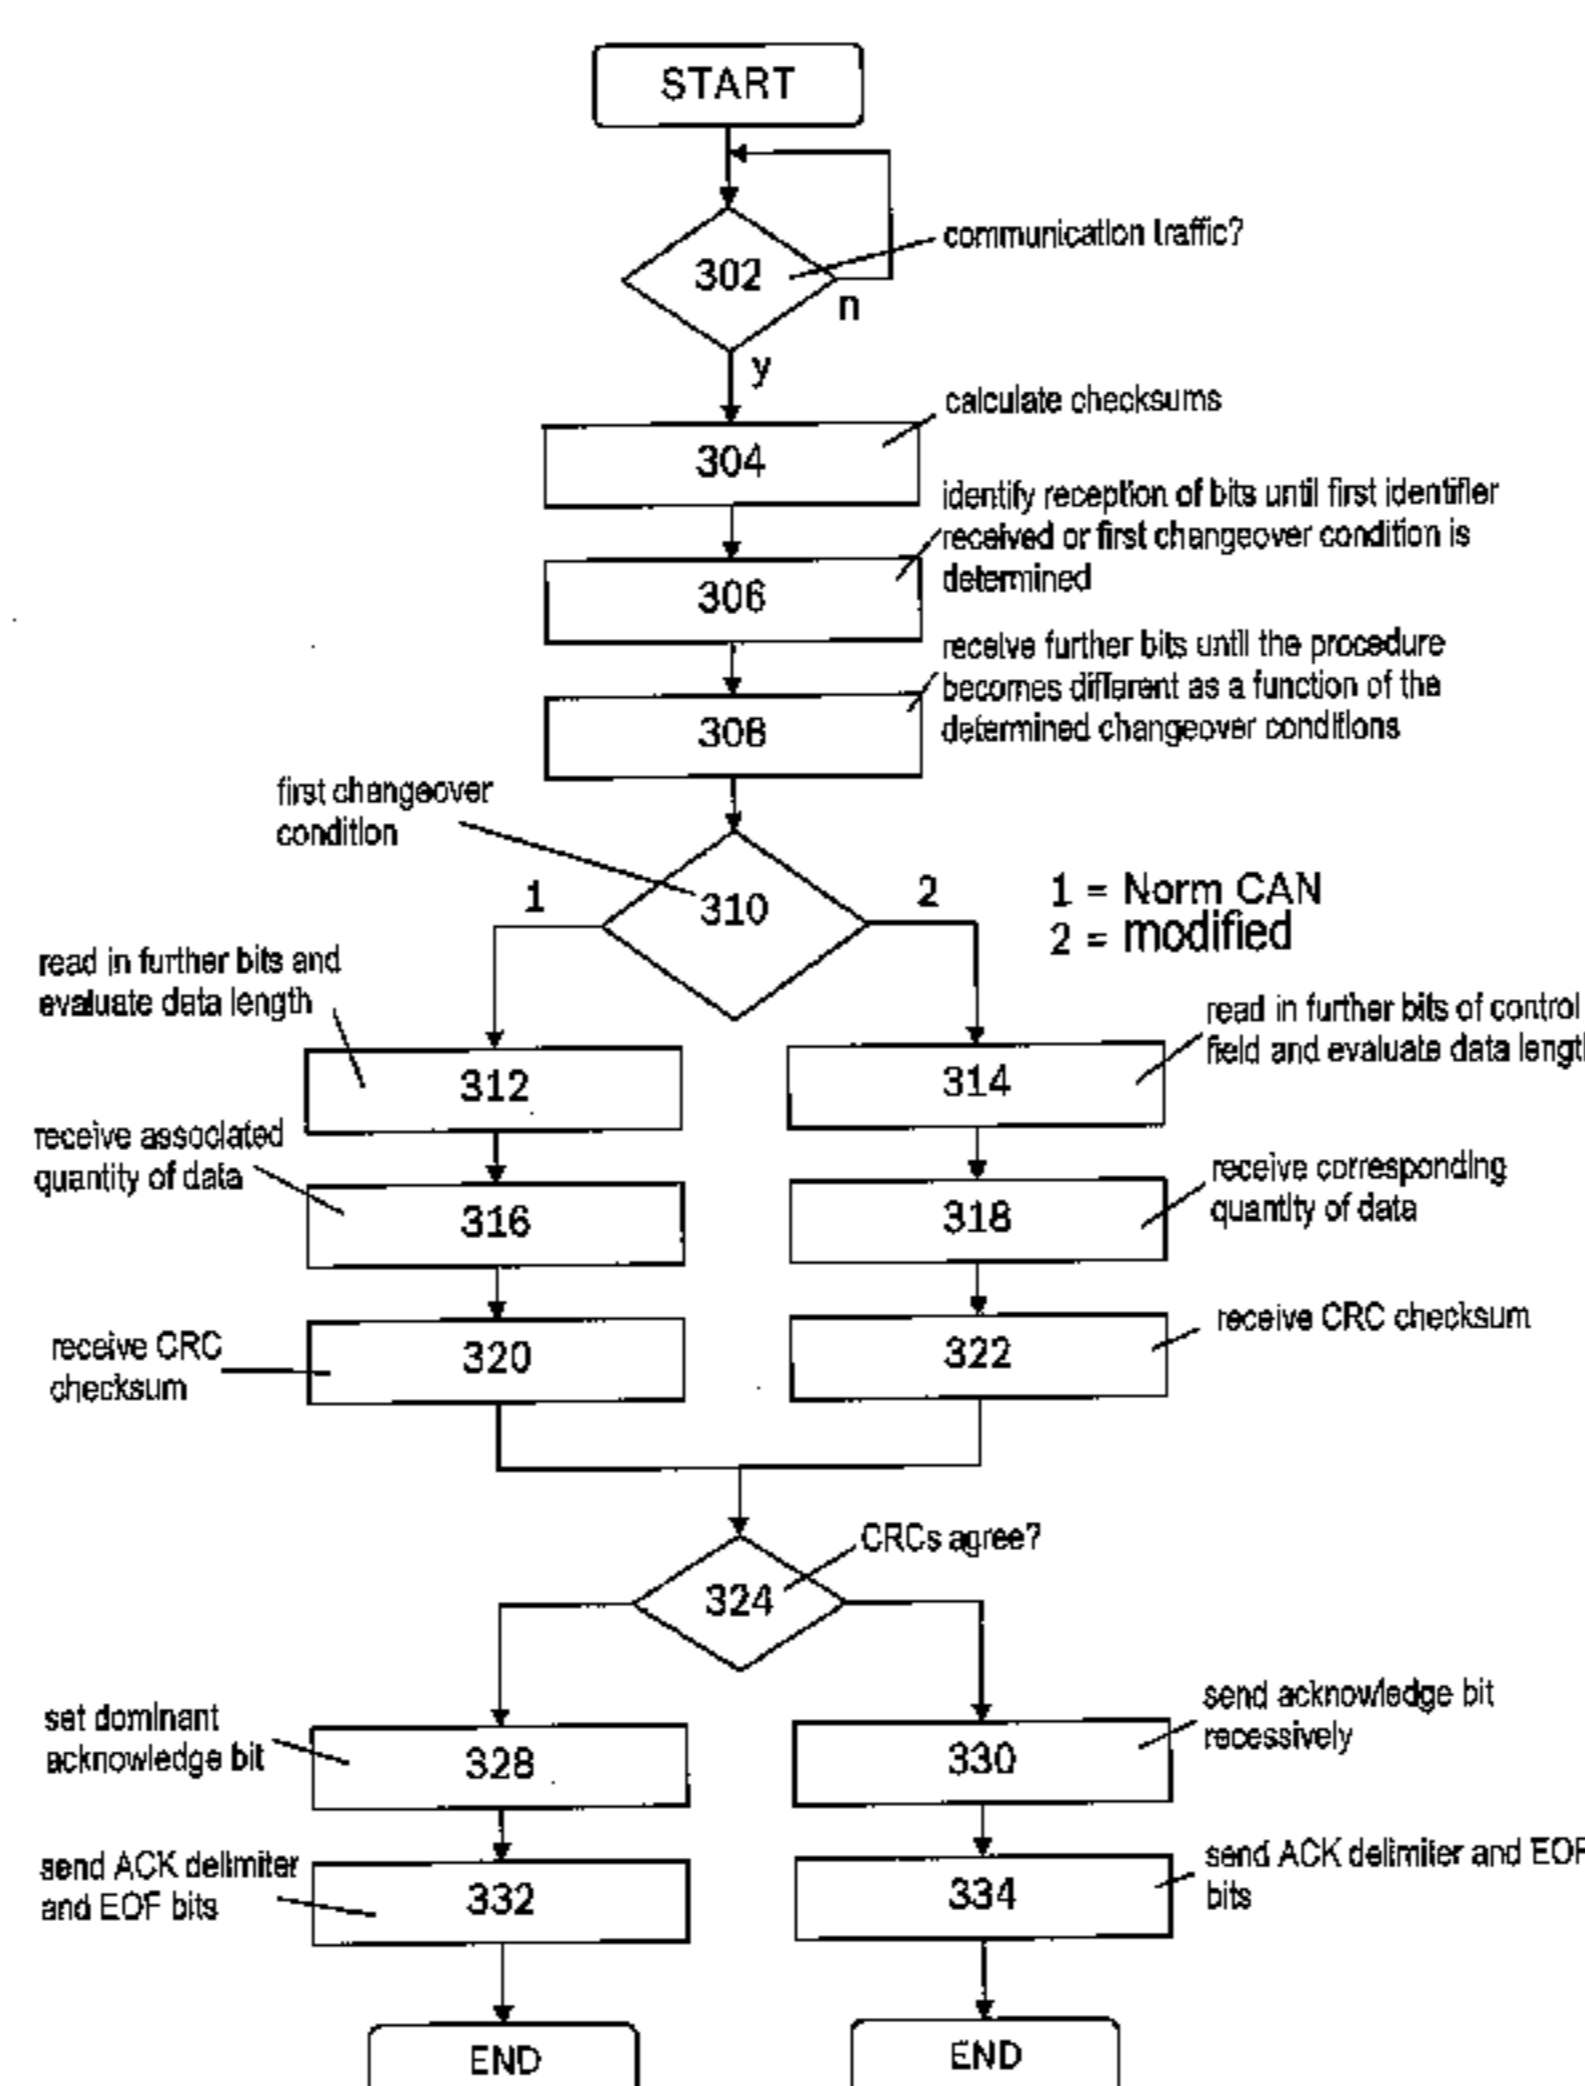 START
communication traffic?
302
n
y
calculate checksums
304
identify reception of bits until first identifier
received or first changeover condition is
determined
306
receive further bits until the procedure
becomes different as a function of the
determined changeover conditions
308
first changeover
condition
310
1
2
1 = Norm CAN
2 = modified
read in further bits and
evaluate data length
read in further bits of control
field and evaluate data length
312
314
receive associated
quantity of data
receive corresponding
quantity of data
316
318
receive CRC
checksum
receive CRC checksum
320
322
CRCs agree?
324
set dominant
acknowledge bit
send acknowledge bit
recessively
328
330
send ACK delimiter
and EOF bits
send ACK delimiter and EOF
bits
332
334
END
END